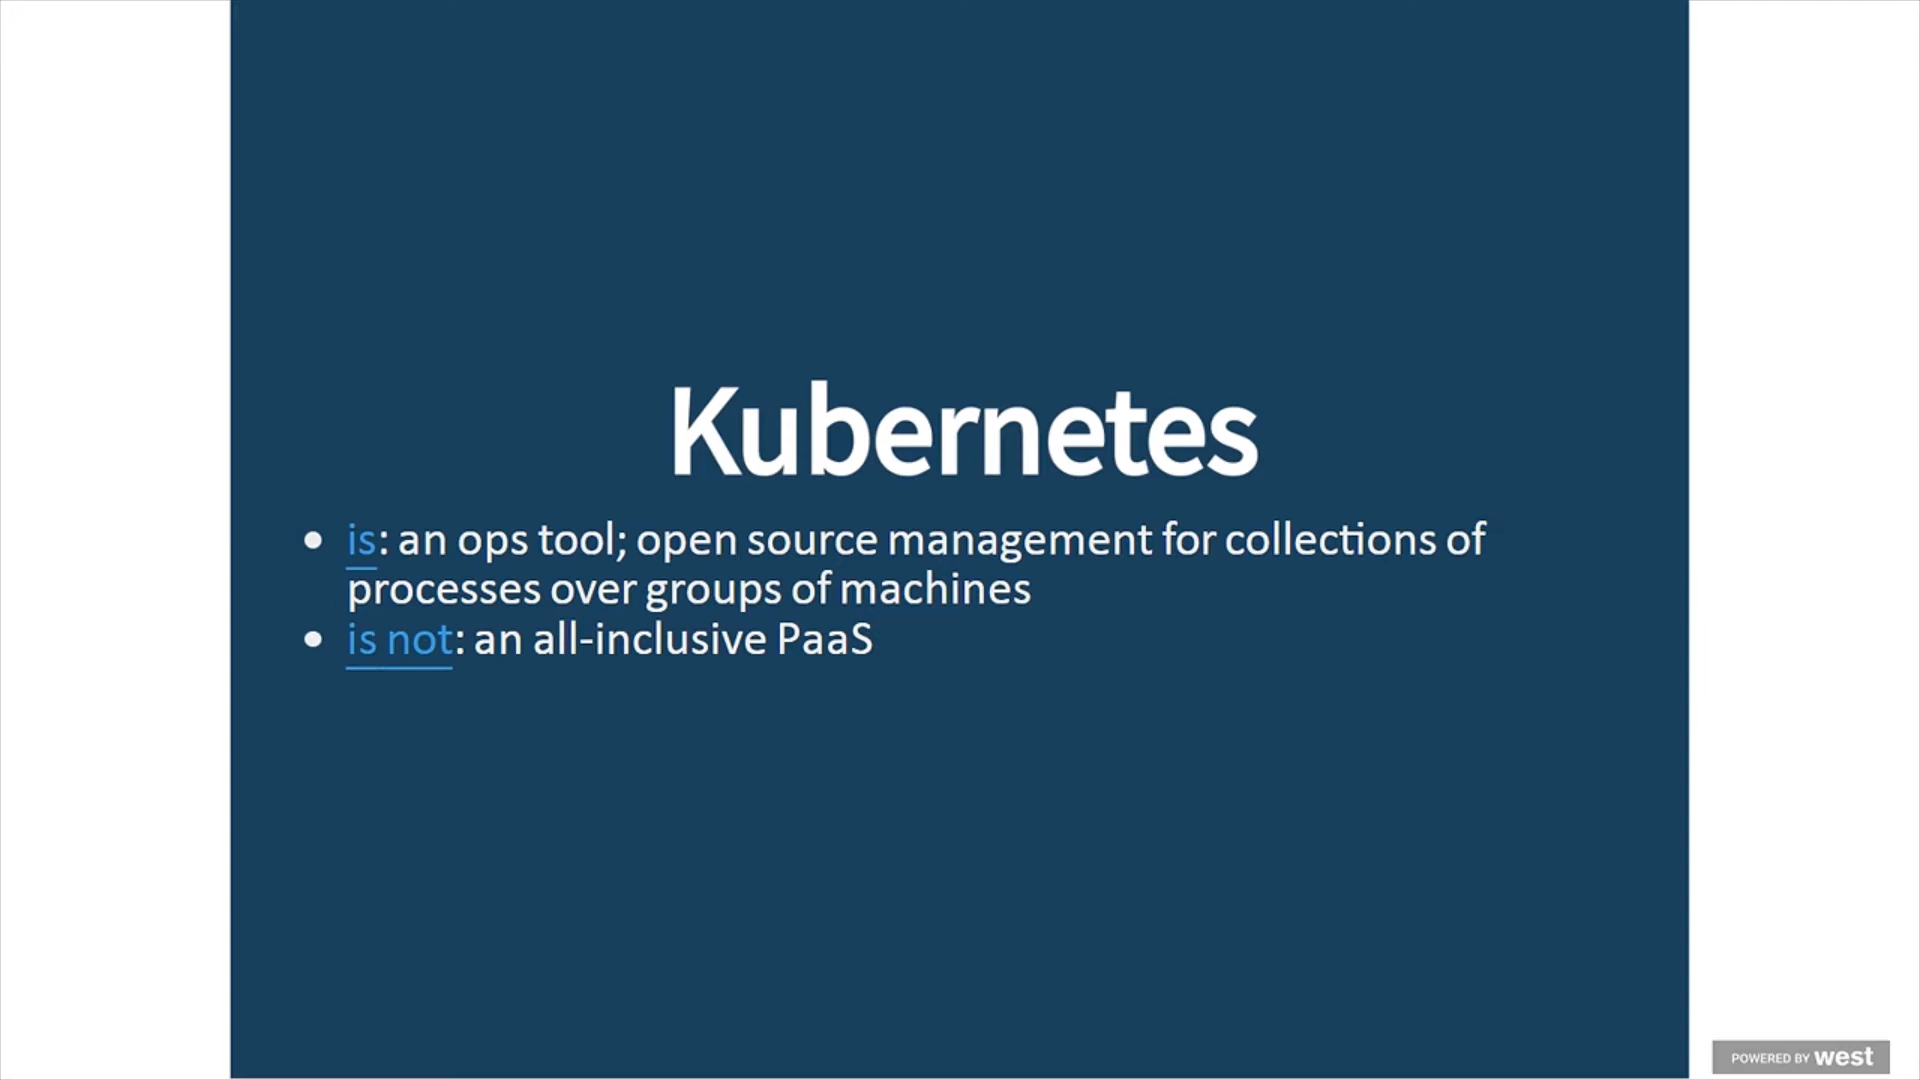 Kubernetes
• is: an ops tool; open source management for collections of
processes over groups of machines
• is not: an all-inclusive PaaS
POWERED BY west